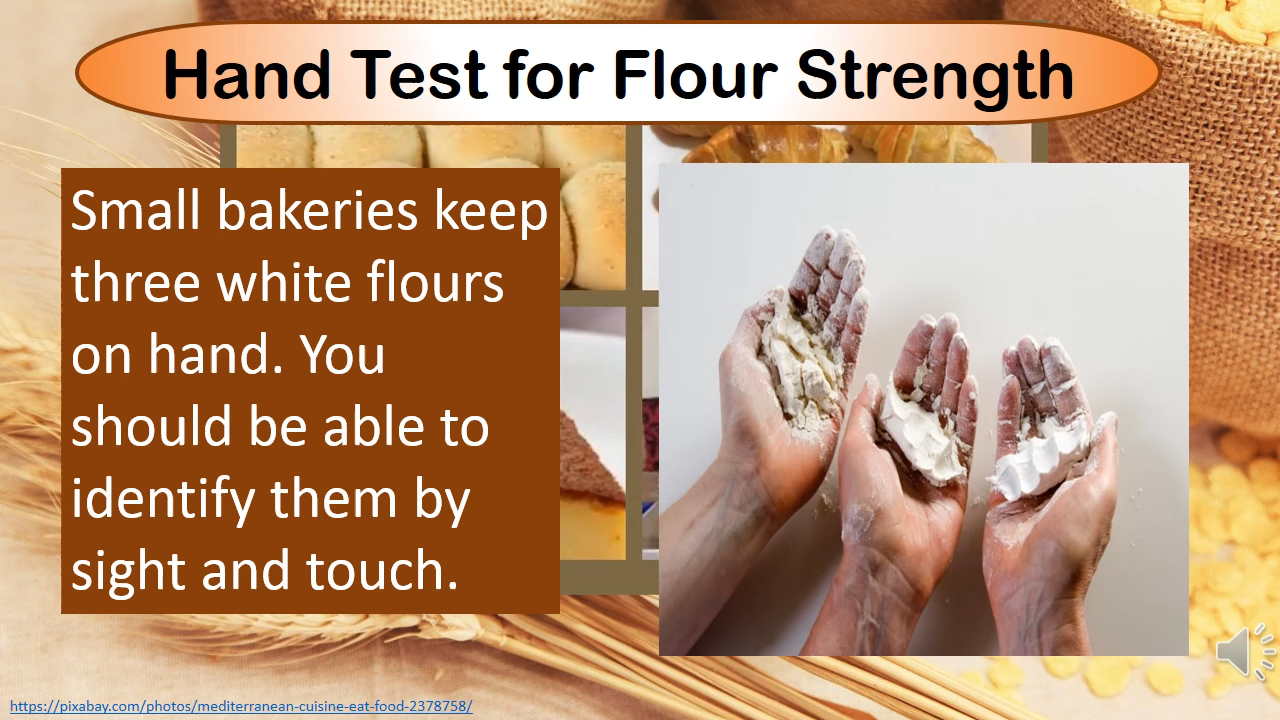 Hand Test for Flour Strength
Small bakeries keep
three white flours
on hand. You
should be able to
identify them by
sight and touch.
https://pixabay.com/photos/mediterranean-cuisine-eat-food-2378758/